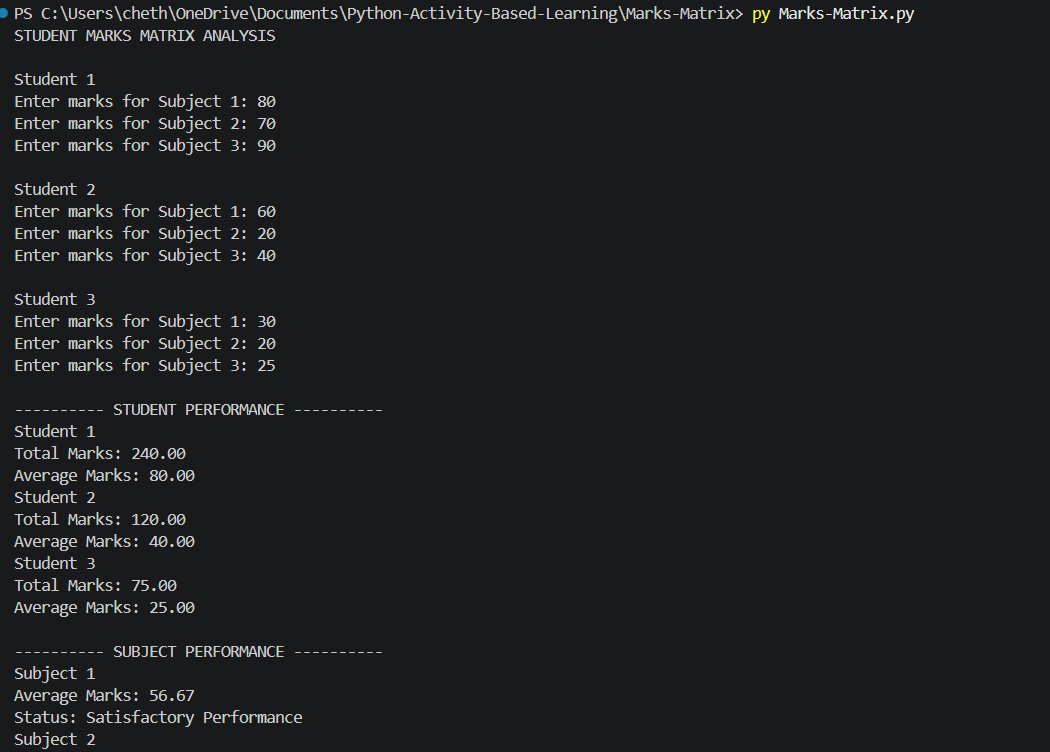 PS C:\Users\cheth\OneDrive\Documents\Python-Activity-Based-Learning\Marks-Matrix> py Marks-Matrix.py
STUDENT MARKS MATRIX ANALYSIS

Student 1
Enter marks for Subject 1: 80
Enter marks for Subject 2: 70
Enter marks for Subject 3: 90

Student 2
Enter marks for Subject 1: 60
Enter marks for Subject 2: 20
Enter marks for Subject 3: 40

Student 3
Enter marks for Subject 1: 30
Enter marks for Subject 2: 20
Enter marks for Subject 3: 25

---------- STUDENT PERFORMANCE ----------
Student 1
Total Marks: 240.00
Average Marks: 80.00
Student 2
Total Marks: 120.00
Average Marks: 40.00
Student 3
Total Marks: 75.00
Average Marks: 25.00

---------- SUBJECT PERFORMANCE ----------
Subject 1
Average Marks: 56.67
Status: Satisfactory Performance
Subject 2